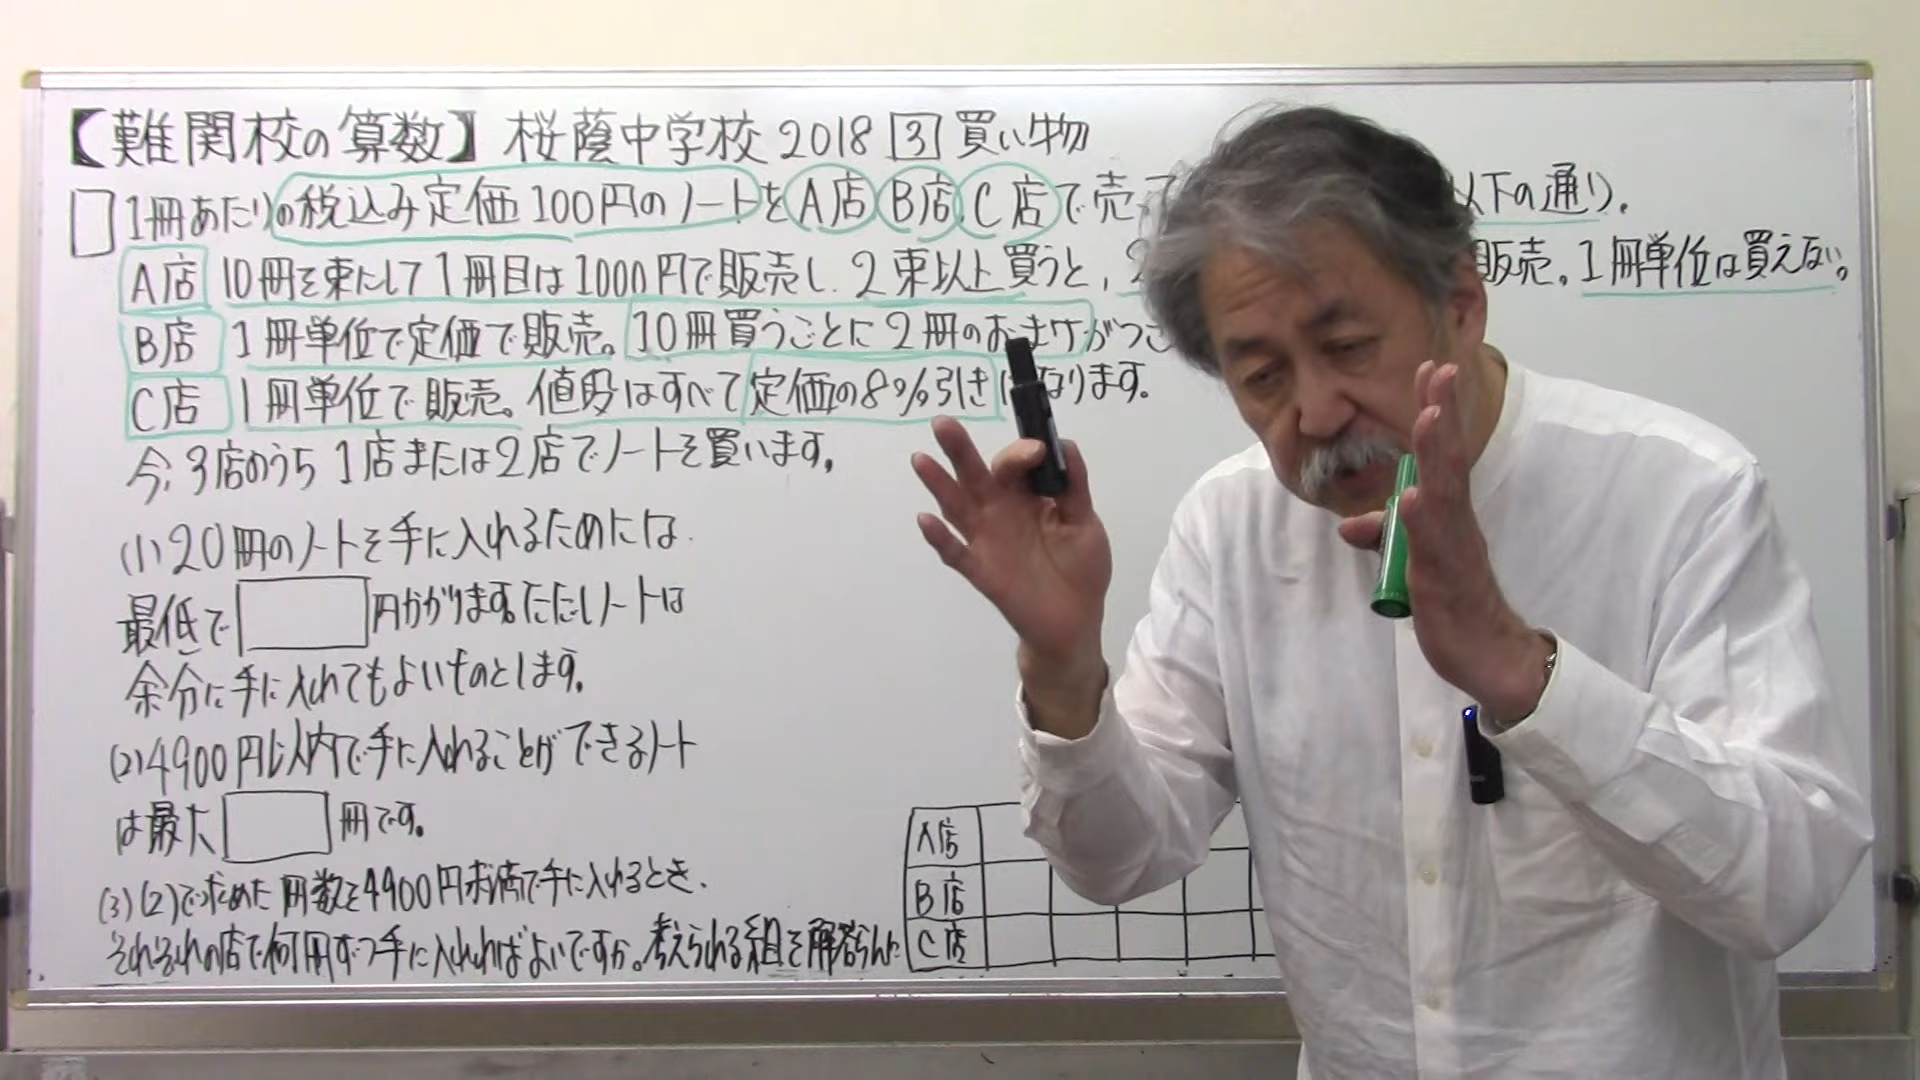 【難関校の算数】桜蔭中学校2018 3 買い物
1冊あたりの税込み定価100円のノートをA店B店,C店で売っ 以下の通り.
A店 10冊を束にして1冊目は1000円で販売し.2束以上買うと, 2 販売。1冊単位は買えない。
B店 1冊単位で定価で販売。10冊買うごとに2冊のおまけがつ
C店 1冊単位で販売。値段はすべて定価の8%引きになります.
今,3店のうち1店または2店でノートを買います.
(1)20冊のノートを手に入れるためには.
最低で 円かかります。ただしノートは
余分に手に入れてもよいものとします.
(2)4900円以内で手に入れることができるノート
は最大 冊です.
(3)(2)で求めた冊数を4900円未満で手に入れるとき.
それぞれの店で何冊ずつ手に入れればよいですか.考えられる組を解答らんに
A店
B店
C店